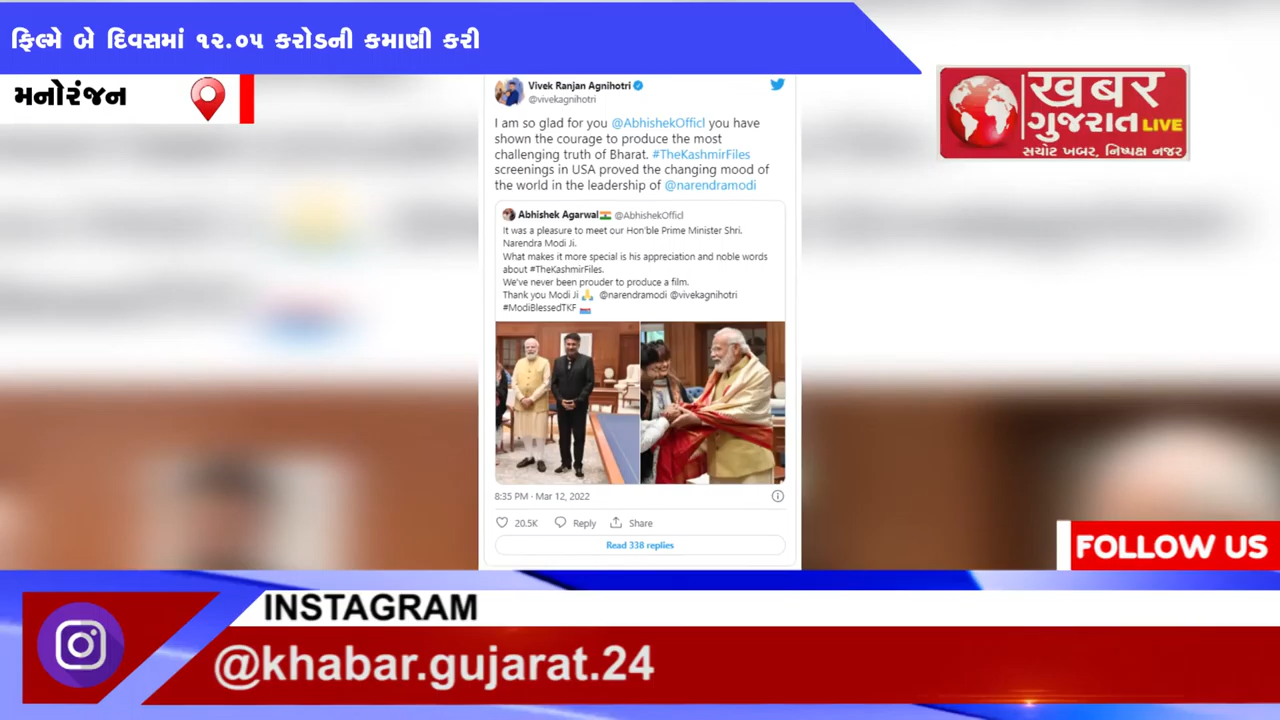 ફિલ્મે બે દિવસમાં ૧૨.૦૫ કરોડની કમાણી કરી
મનોરંજન
खबर
ગુજરાત LIVE
સચોટ ખબર, નિષ્પક્ષ નજર
Vivek Ranjan Agnihotri
@vivekagnihotri
I am so glad for you @AbhishekOfficl you have
shown the courage to produce the most
challenging truth of Bharat. #TheKashmirFiles
screenings in USA proved the changing mood of
the world in the leadership of @narendramodi
Abhishek Agarwal @AbhishekOfficl
It was a pleasure to meet our Hon'ble Prime Minister Shri.
Narendra Modi Ji.
What makes it more special is his appreciation and noble words
about #TheKashmirFiles.
We've never been prouder to produce a film.
Thank you Modi Ji 🙏 @narendramodi @vivekagnihotri
#ModiBlessedTKF
8:35 PM · Mar 12, 2022
20.5K Reply Share
Read 338 replies
FOLLOW US
INSTAGRAM
@khabar.gujarat.24